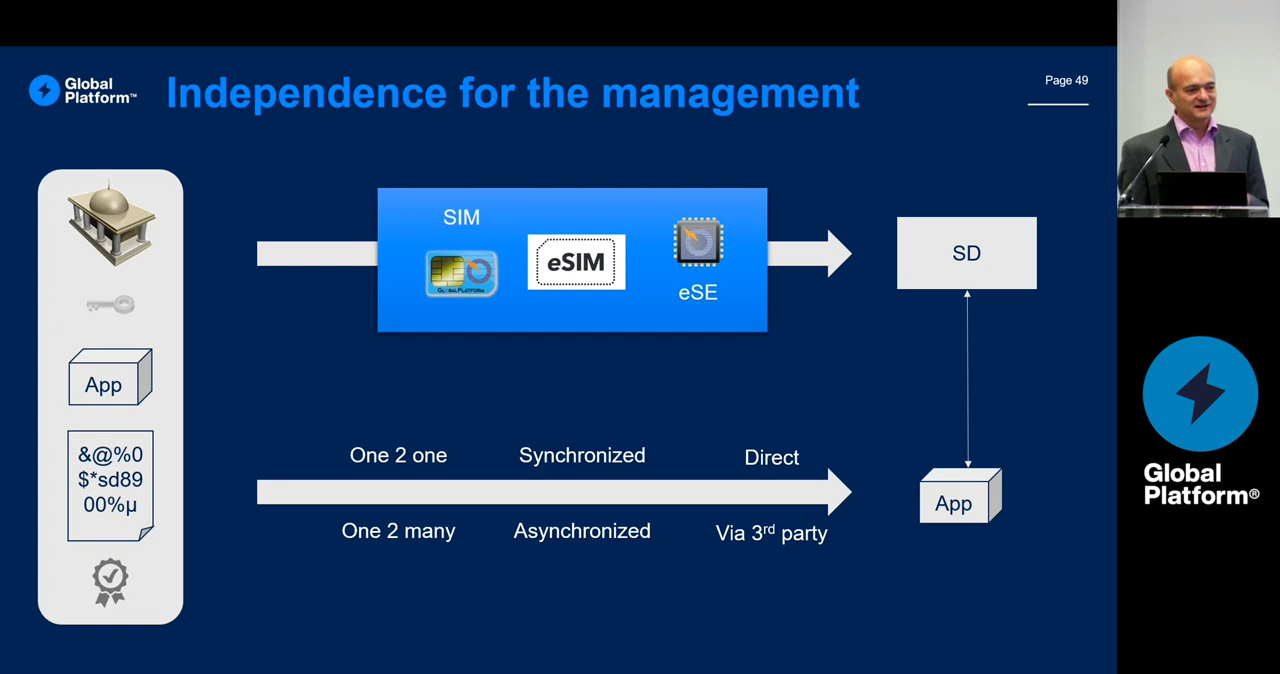 Global
Platform™
Independence for the management
Page 49
SIM
GLOBALPLATFORM
eSIM
eSE
SD
App
&@%0
$*sd89
00%µ
One 2 one
Synchronized
Direct
One 2 many
Asynchronized
Via 3rd party
App
Global
Platform®